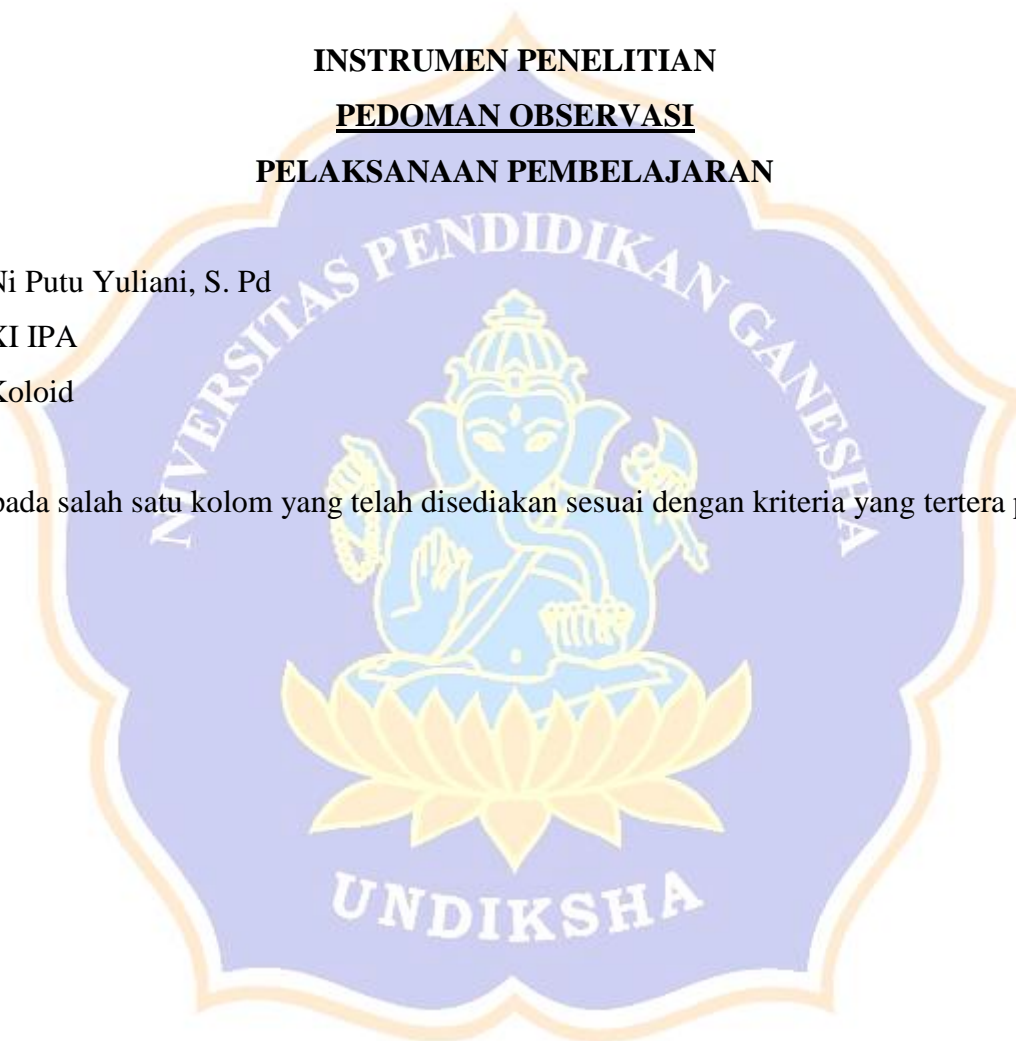 INSTRUMEN PENELITIAN
PEDOMAN OBSERVASI
PELAKSANAAN PEMBELAJARAN
UNIVERSITAS PENDIDIKAN GANESHA
Ni Putu Yuliani, S. Pd
XI IPA
Koloid
pada salah satu kolom yang telah disediakan sesuai dengan kriteria yang tertera p
UNDIKSHA